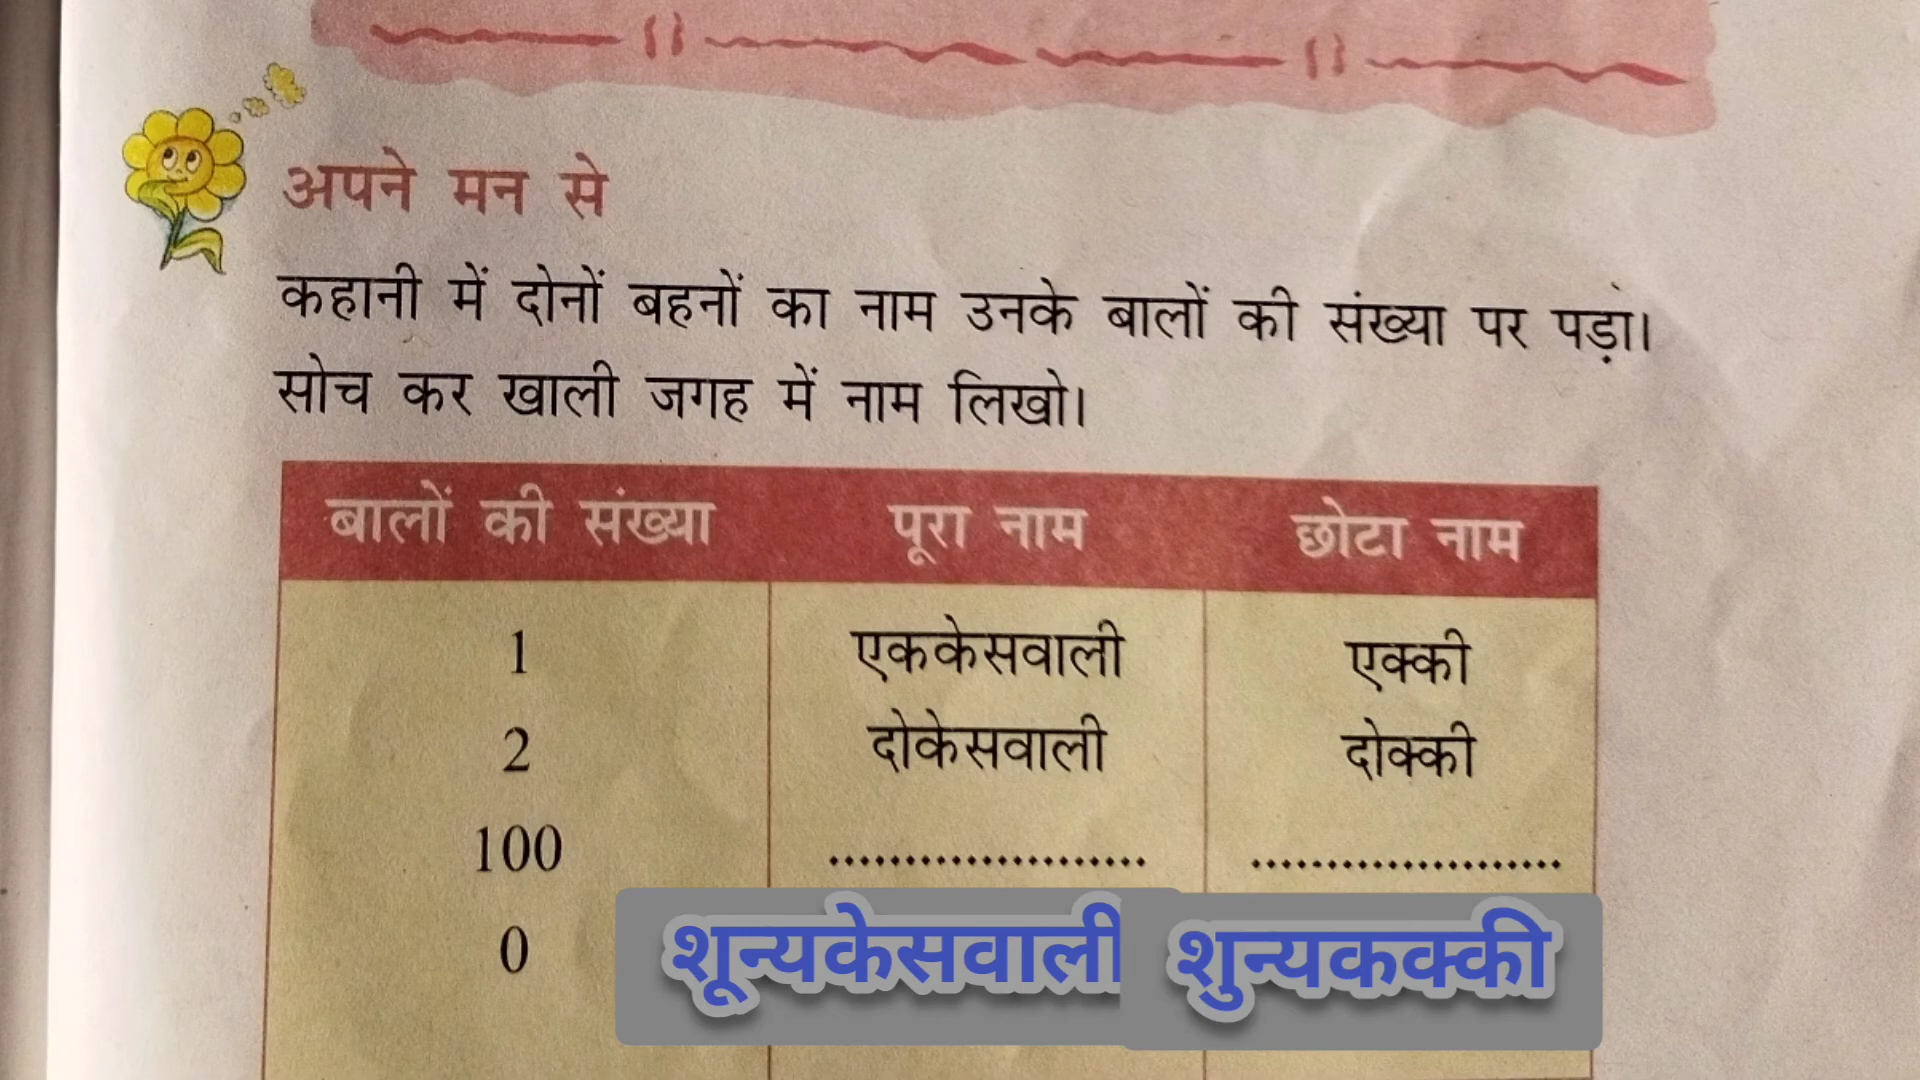 अपने मन से
कहानी में दोनों बहनों का नाम उनके बालों की संख्या पर पड़ा।
सोच कर खाली जगह में नाम लिखो।
बालों की संख्या पूरा नाम छोटा नाम
1 एककेसवाली एक्की
2 दोकेसवाली दोक्की
100 ..................... .....................
0 शून्यकेसवाली शुन्यकक्की